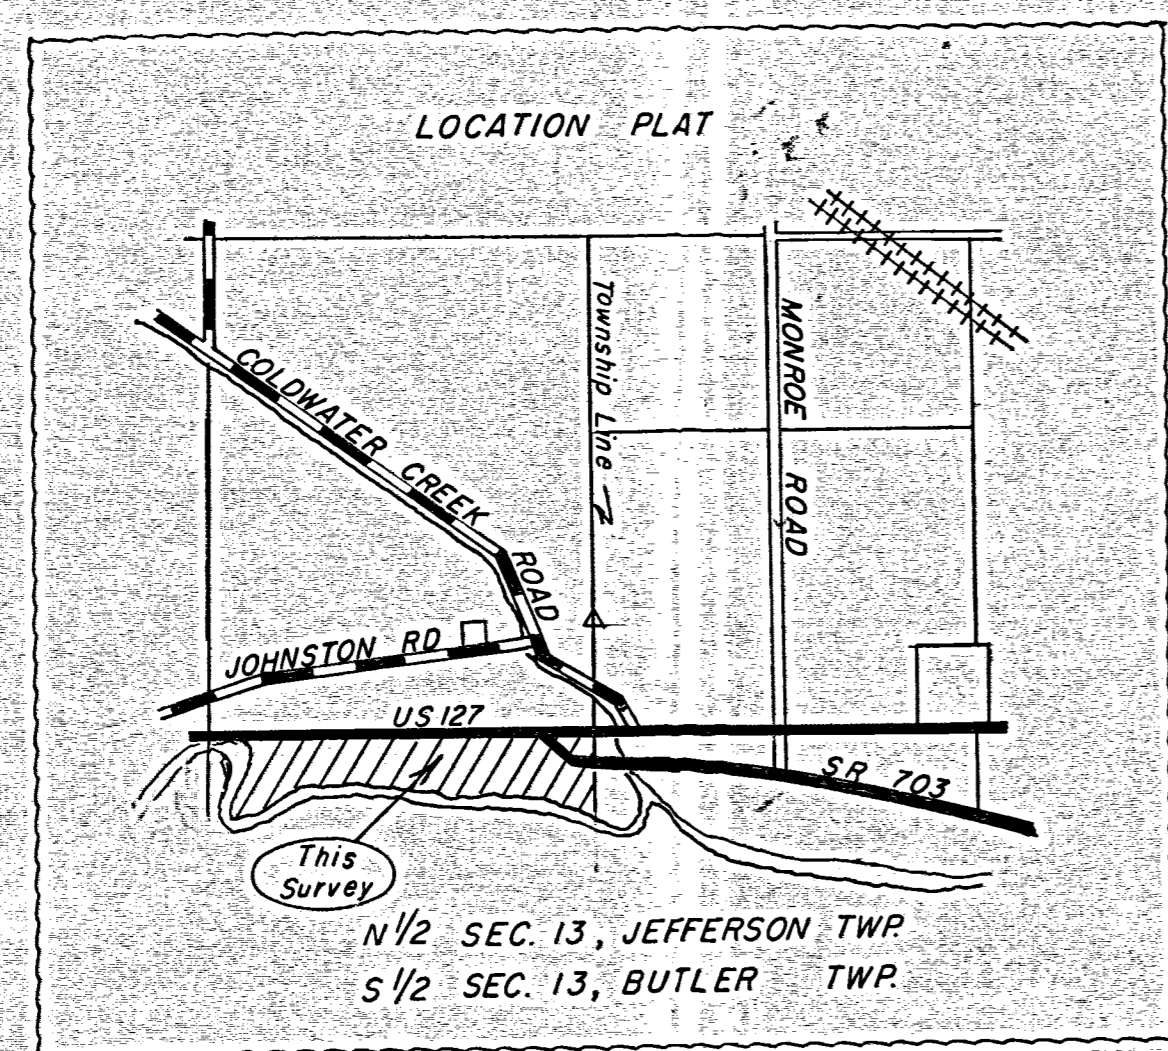 LOCATION PLAT
Township Line
MONROE ROAD
COLDWATER CREEK ROAD
JOHNSTON RD
US 127
SR 703
This
Survey
N 1/2 SEC. 13, JEFFERSON TWP.
S 1/2 SEC. 13, BUTLER TWP.